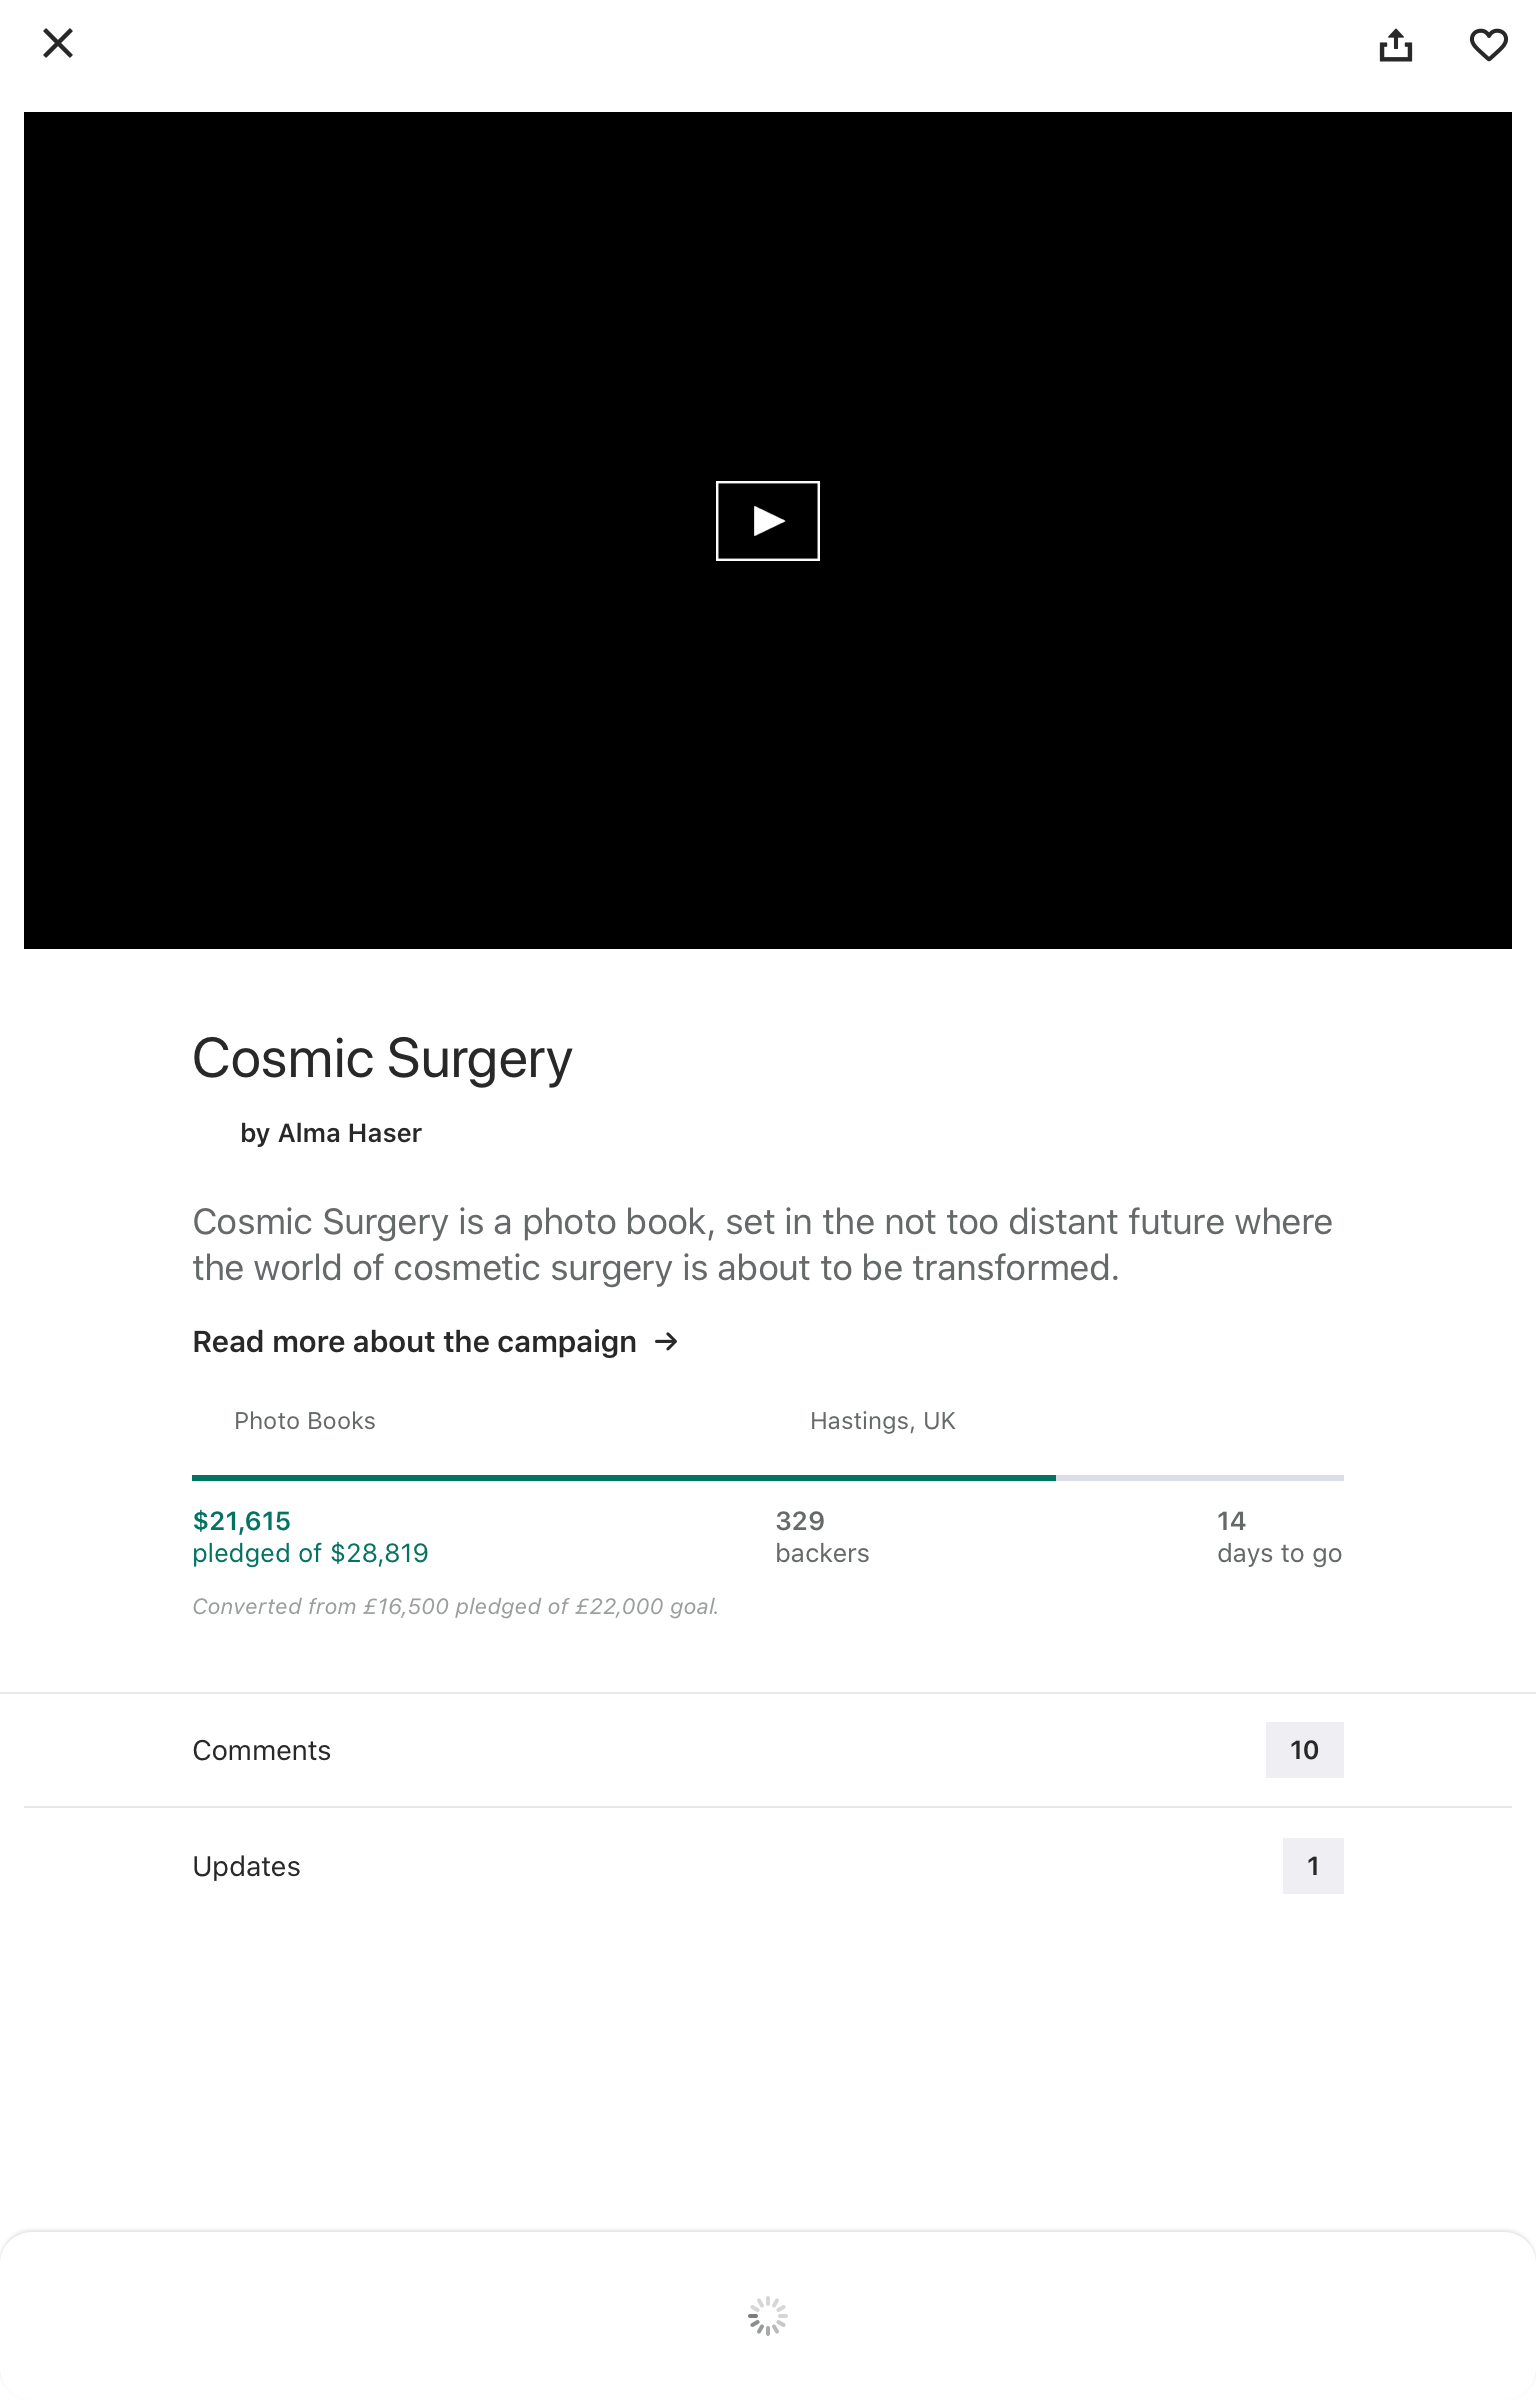 Cosmic Surgery
by Alma Haser
Cosmic Surgery is a photo book, set in the not too distant future where
the world of cosmetic surgery is about to be transformed.
Read more about the campaign
Photo Books
Hastings, UK
$21,615
pledged of $28,819
329
backers
14
days to go
Converted from £16,500 pledged of £22,000 goal.
Comments
10
Updates
1